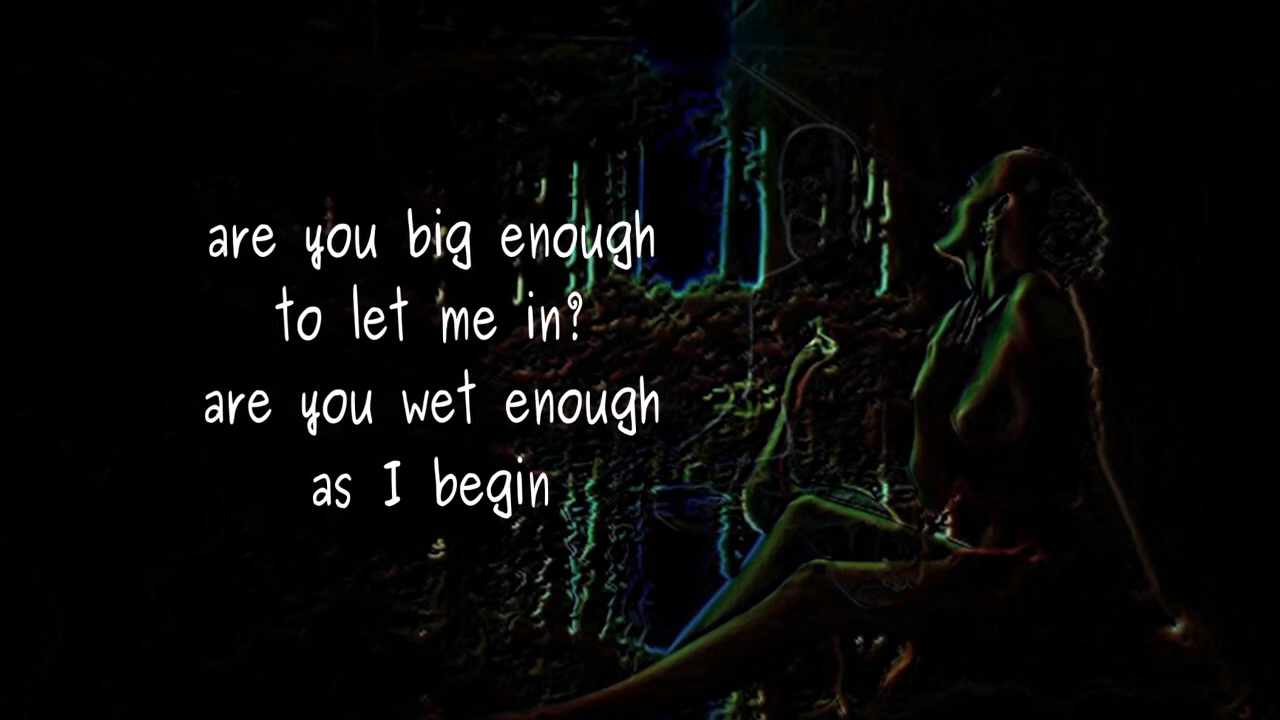 are you big enough
to let me in?
are you wet enough
as I begin